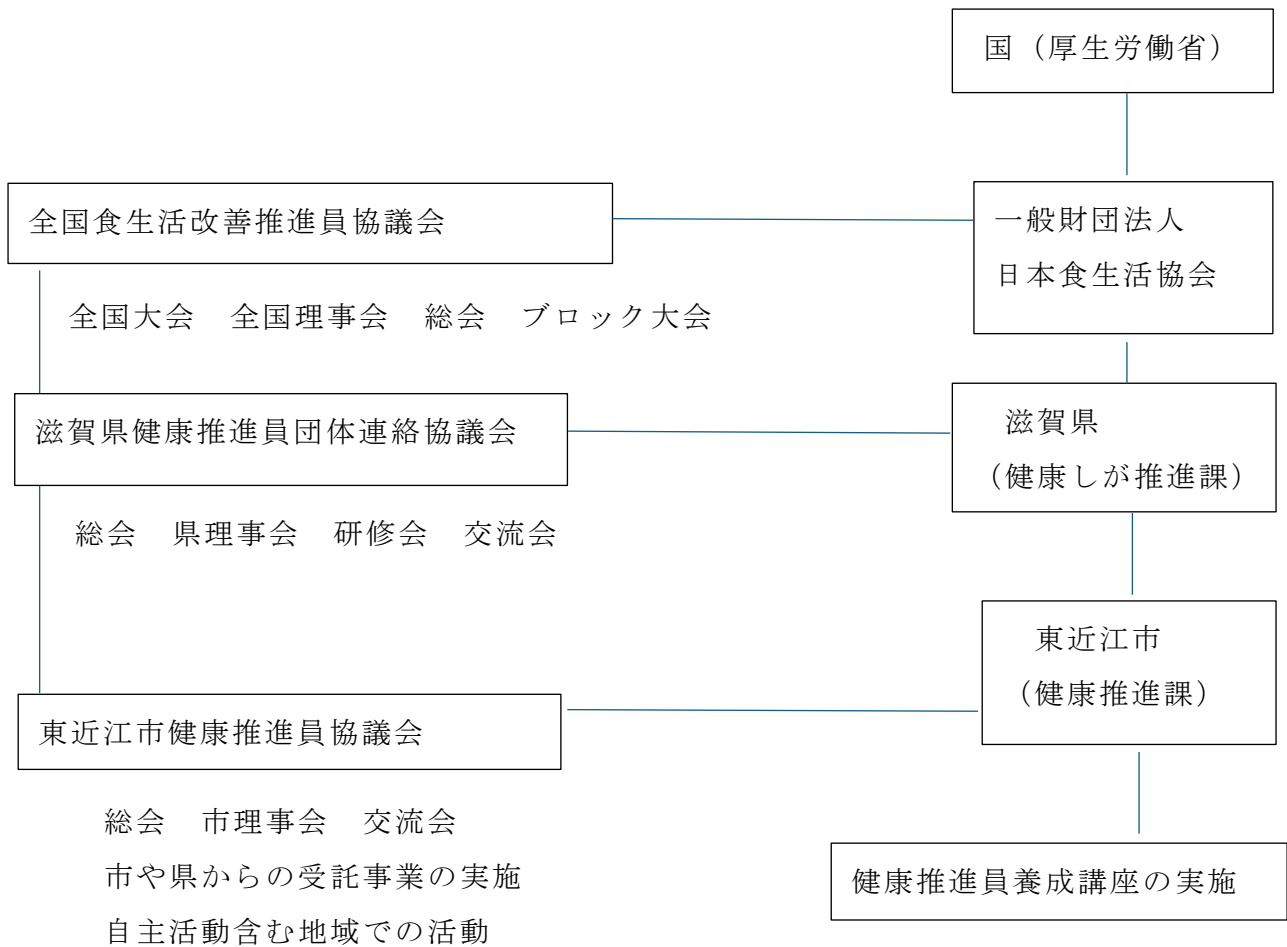 国（厚生労働省）
全国食生活改善推進員協議会
一般財団法人
日本食生活協会
全国大会　全国理事会　総会　ブロック大会
滋賀県健康推進員団体連絡協議会
滋賀県
（健康しが推進課）
総会　県理事会　研修会　交流会
東近江市
（健康推進課）
東近江市健康推進員協議会
総会　市理事会　交流会
市や県からの受託事業の実施
自主活動含む地域での活動
健康推進員養成講座の実施